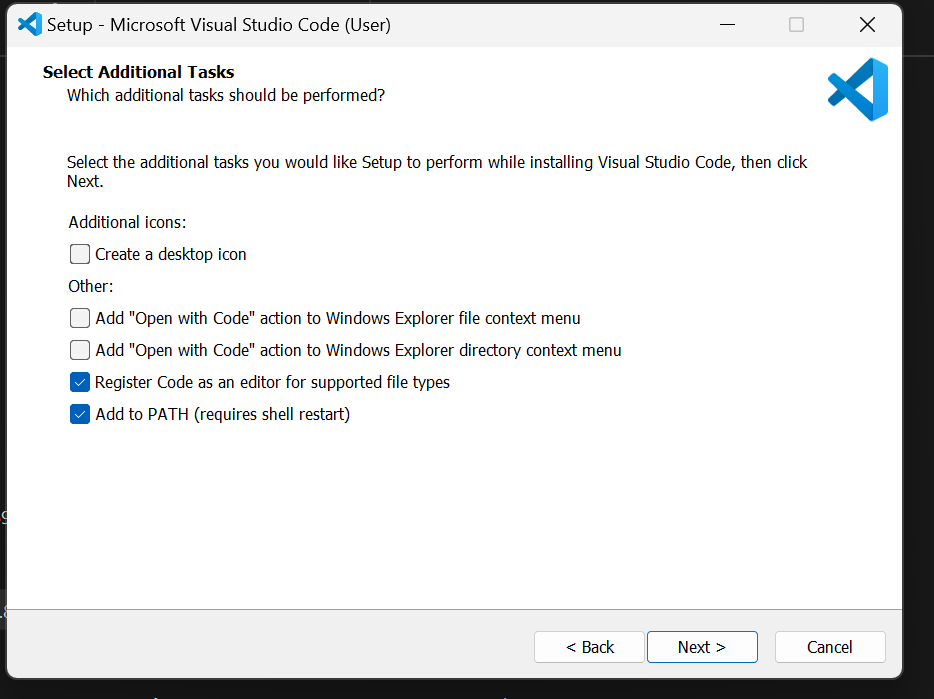 Setup - Microsoft Visual Studio Code (User)
Select Additional Tasks
Which additional tasks should be performed?
Select the additional tasks you would like Setup to perform while installing Visual Studio Code, then click
Next.
Additional icons:
Create a desktop icon
Other:
Add "Open with Code" action to Windows Explorer file context menu
Add "Open with Code" action to Windows Explorer directory context menu
Register Code as an editor for supported file types
Add to PATH (requires shell restart)
< Back
Next >
Cancel